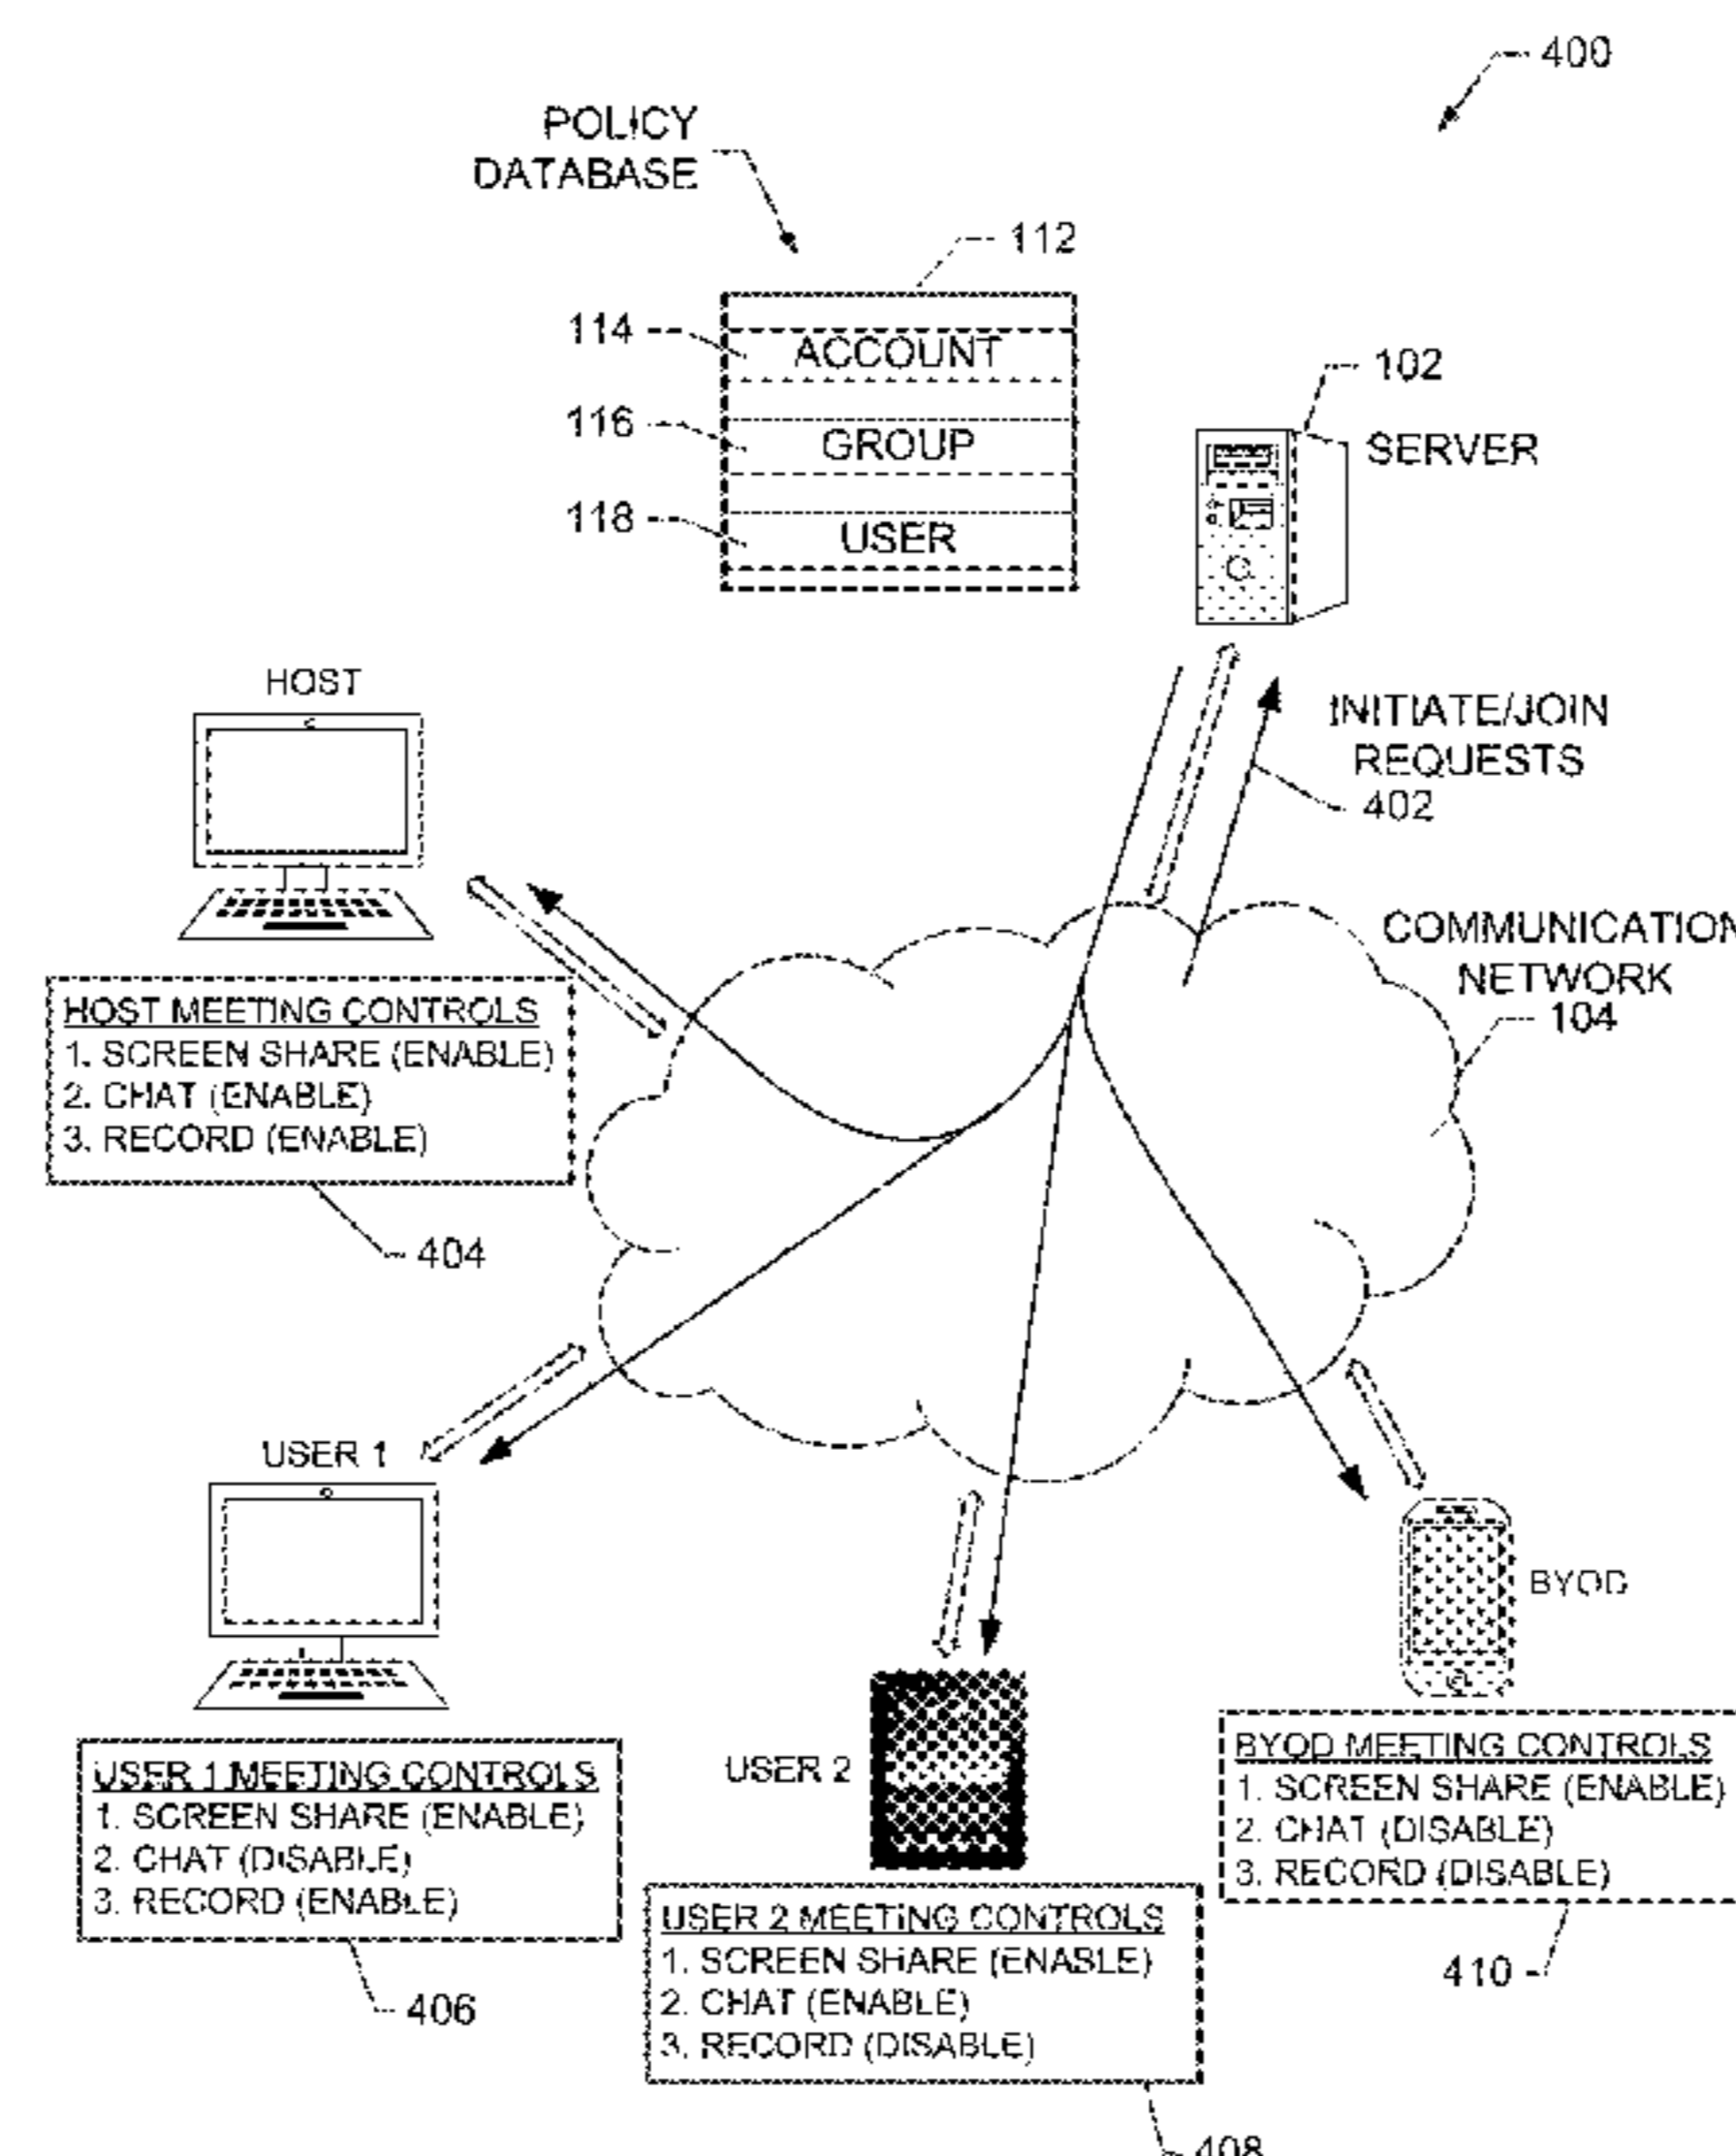 400
POLICY
DATABASE
112
114
ACCOUNT
116
GROUP
118
USER
102
SERVER
HOST
INITIATE/JOIN
REQUESTS
402
COMMUNICATION
NETWORK
104
HOST MEETING CONTROLS
1. SCREEN SHARE (ENABLE)
2. CHAT (ENABLE)
3. RECORD (ENABLE)
404
USER 1
BYOD
USER 1 MEETING CONTROLS
1. SCREEN SHARE (ENABLE)
2. CHAT (DISABLE)
3. RECORD (ENABLE)
406
USER 2
USER 2 MEETING CONTROLS
1. SCREEN SHARE (ENABLE)
2. CHAT (ENABLE)
3. RECORD (DISABLE)
408
BYOD MEETING CONTROLS
1. SCREEN SHARE (ENABLE)
2. CHAT (DISABLE)
3. RECORD (DISABLE)
410